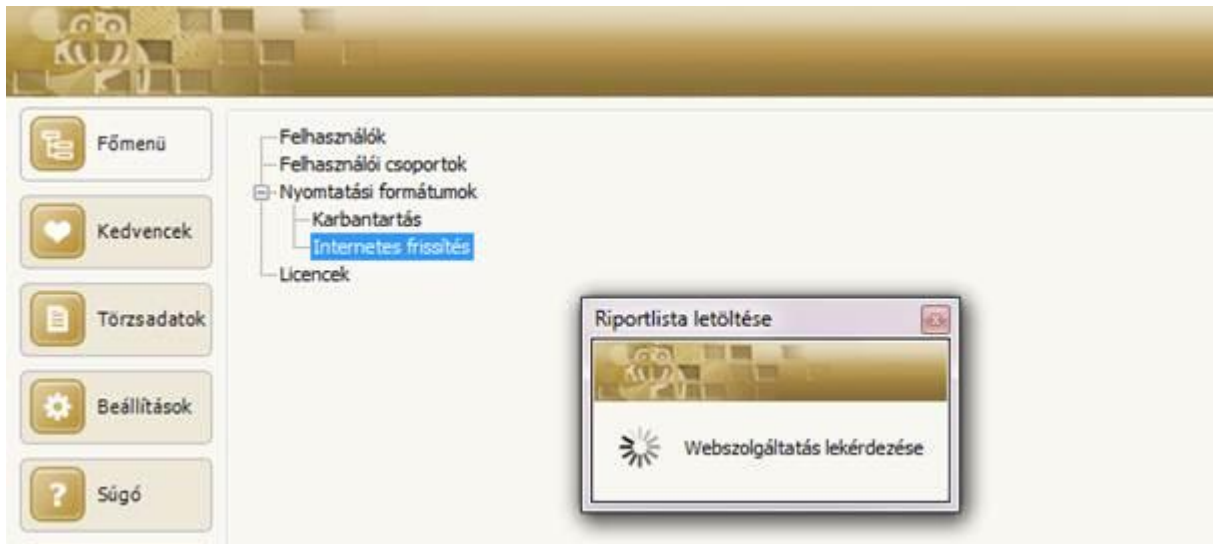 Főmenü
Kedvencek
Törzsadatok
Beállítások
?
Súgó
Felhasználók
Felhasználói csoportok
Nyomtatási formátumok
Karbantartás
Internetes frissítés
Licencek
Riportlista letöltése
Webszolgáltatás lekérdezése